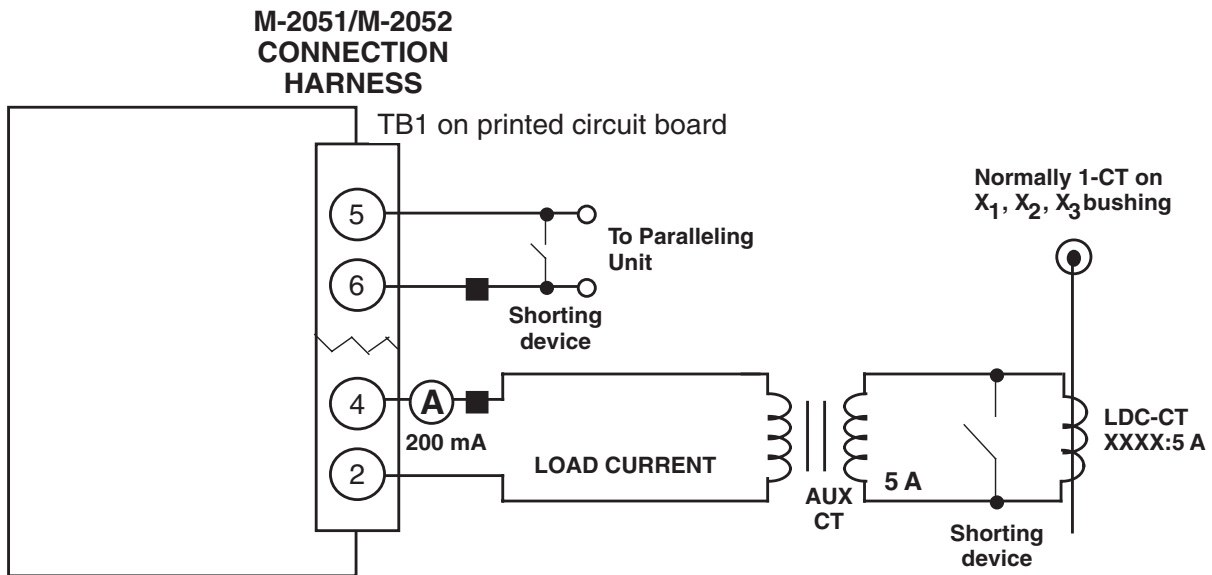 M-2051/M-2052
CONNECTION
HARNESS
TB1 on printed circuit board
5
6
To Paralleling
Unit
Shorting
device
Normally 1-CT on
X1, X2, X3 bushing
4
A
200 mA
2
LOAD CURRENT
AUX
CT
5 A
LDC-CT
XXXX:5 A
Shorting
device